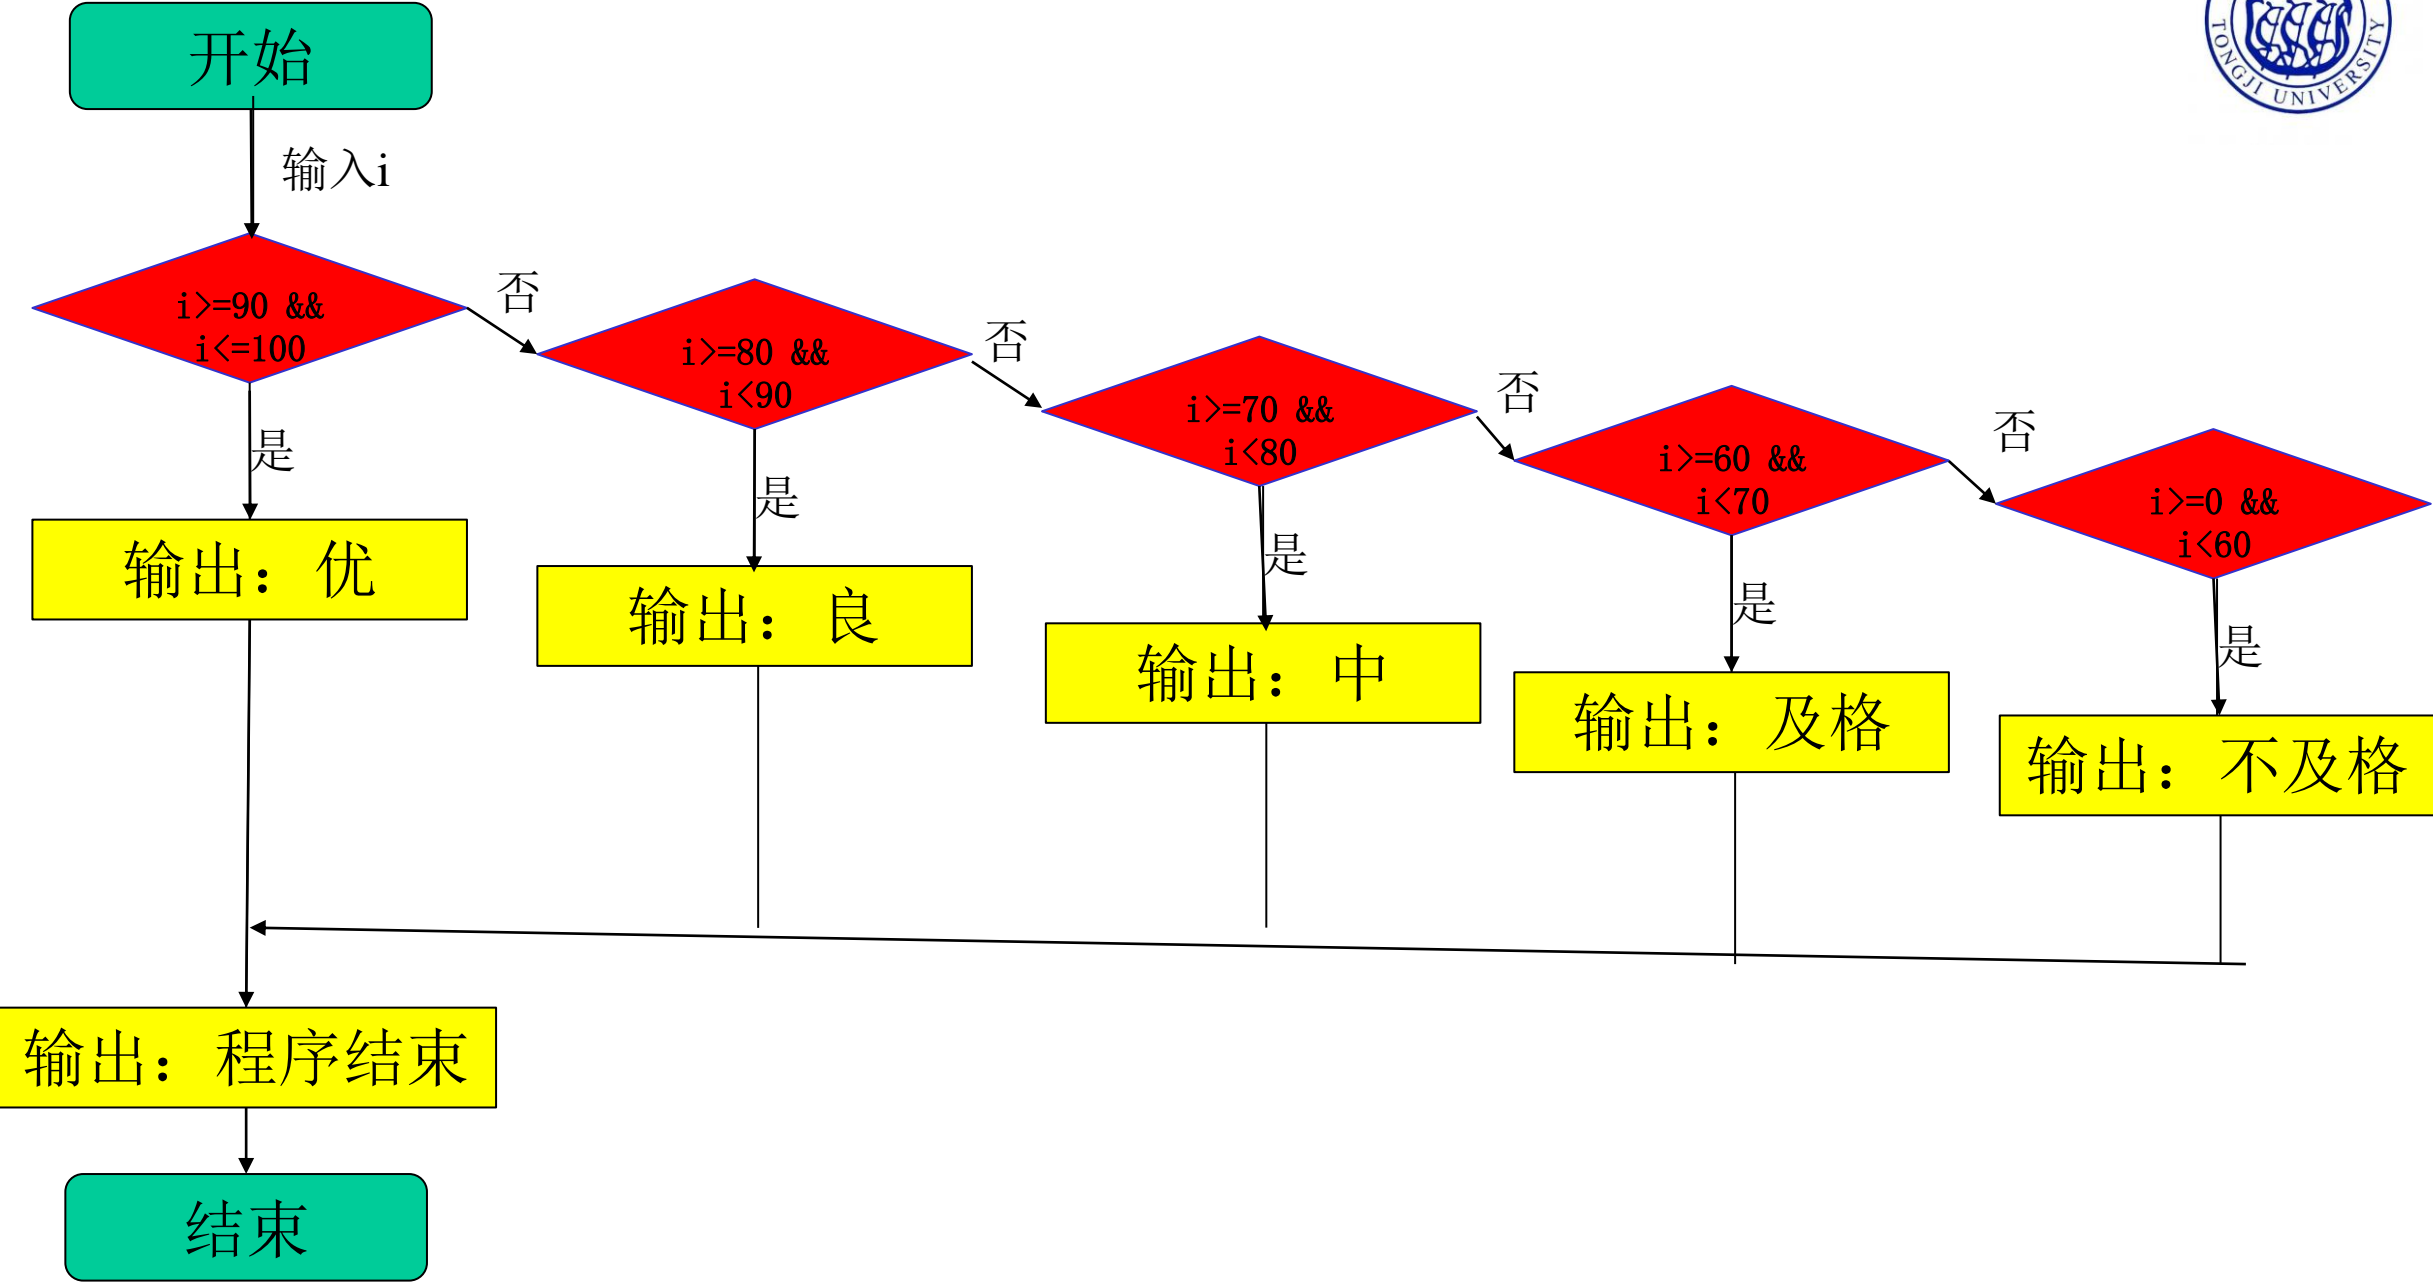 开始
TONGJI UNIVERSITY
输入i
i>=90 &&
i<=100
否
i>=80 &&
i<90
否
i>=70 &&
i<80
否
i>=60 &&
i<70
否
i>=0 &&
i<60
是
是
是
是
是
输出：优
输出：良
输出：中
输出：及格
输出：不及格
输出：程序结束
结束